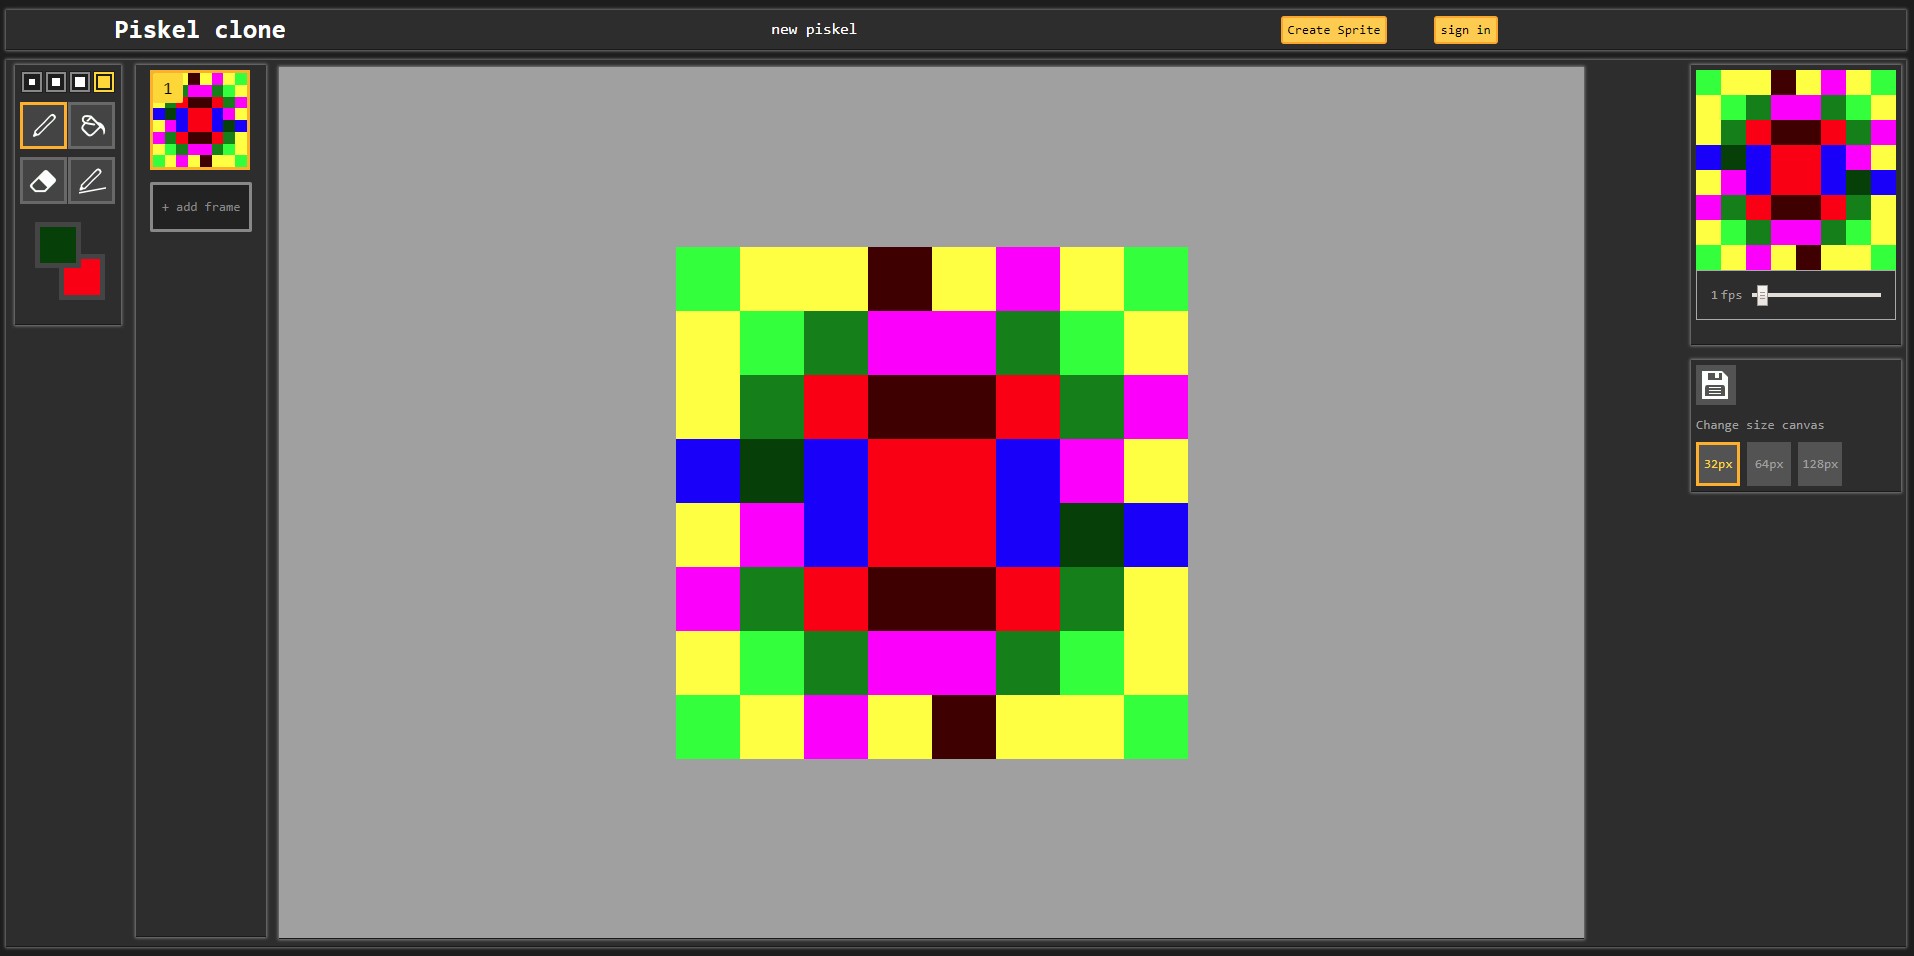 Piskel clone
new piskel
Create Sprite
sign in
1
+ add frame
1 fps
Change size canvas
32px
64px
128px